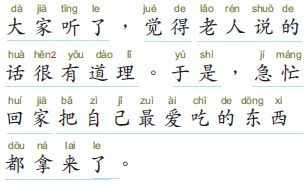 dà jiā tīng le jué de lǎo rén shuō de
大家听了，觉得老人说的
huà hěn2 yǒu dào lǐ yú shì jí máng
话很有道理。于是，急忙
huí jiā bǎ zì jǐ zuì ài chī de dōng xi
回家把自己最爱吃的东西
dōu ná lai le
都拿来了。